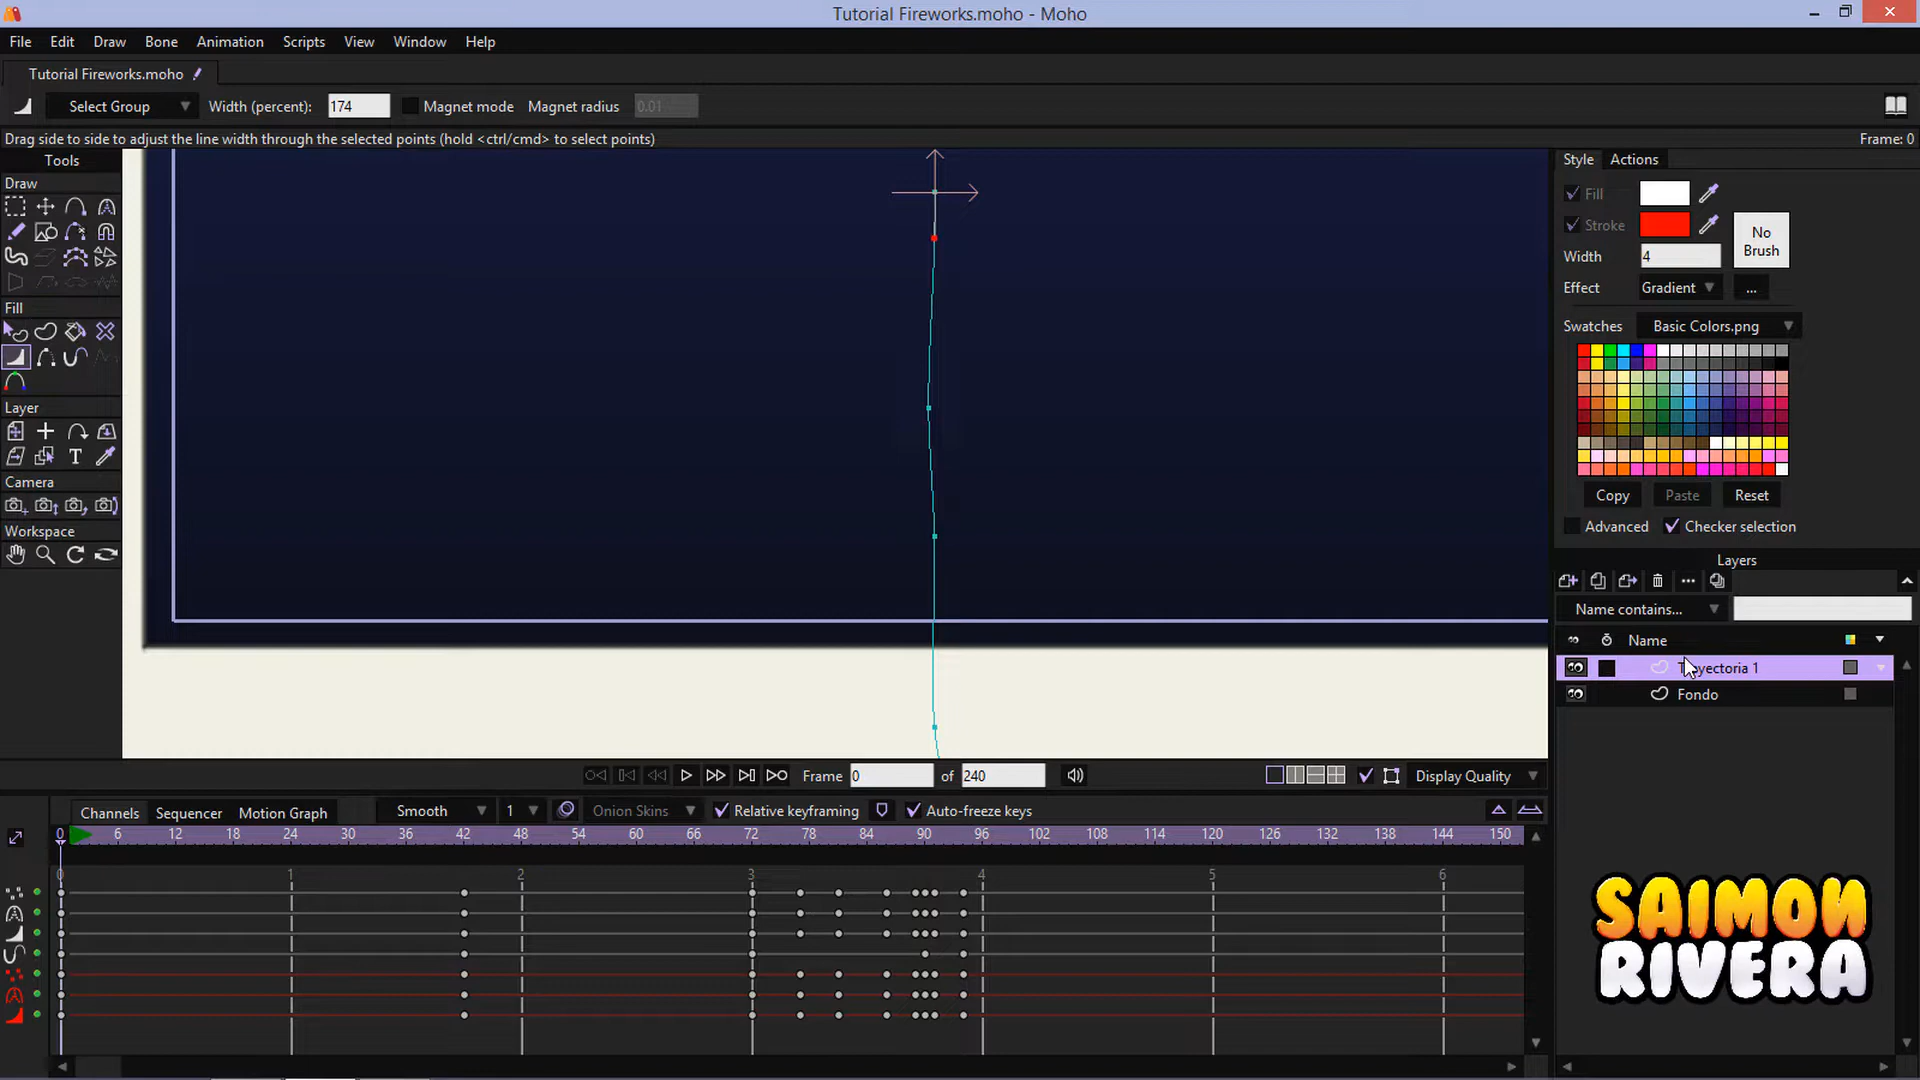 Tutorial Fireworks.moho - Moho
File Edit Draw Bone Animation Scripts View Window Help
Tutorial Fireworks.moho
Select Group Width (percent): 174 Magnet mode Magnet radius 0.01
Drag side to side to adjust the line width through the selected points (hold <ctrl/cmd> to select points) Frame: 0
Tools
Draw
Fill
Layer
T
Camera
Workspace
Style Actions
Fill
Stroke
No
Brush
Width 4
Effect Gradient ...
Swatches Basic Colors.png
Copy Paste Reset
Advanced Checker selection
Layers
Name contains...
Name
Fondo
Frame 0 of 240 Display Quality
Channels Sequencer Motion Graph Smooth 1 Onion Skins Relative keyframing Auto-freeze keys
0 6 12 18 24 30 36 42 48 54 60 66 72 78 84 90 96 102 108 114 120 126 132 138 144 150
0 1 2 3 4 5 6
SAIMON
RIVERA